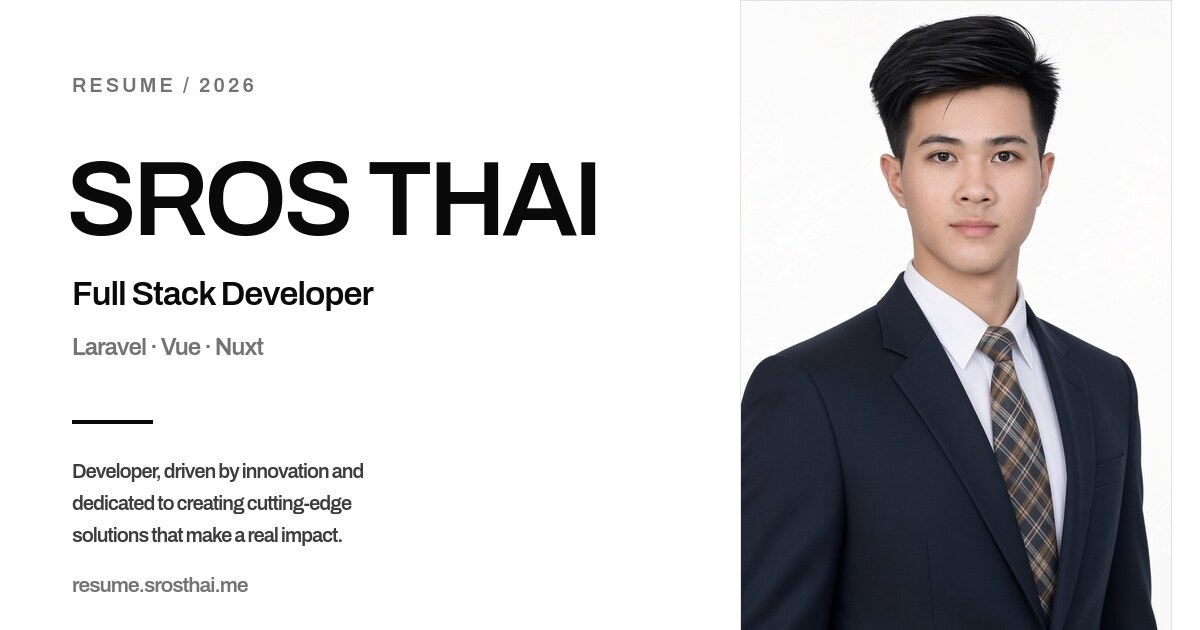 RESUME / 2026
SROS THAI
Full Stack Developer
Laravel · Vue · Nuxt
Developer, driven by innovation and
dedicated to creating cutting-edge
solutions that make a real impact.
resume.srosthai.me